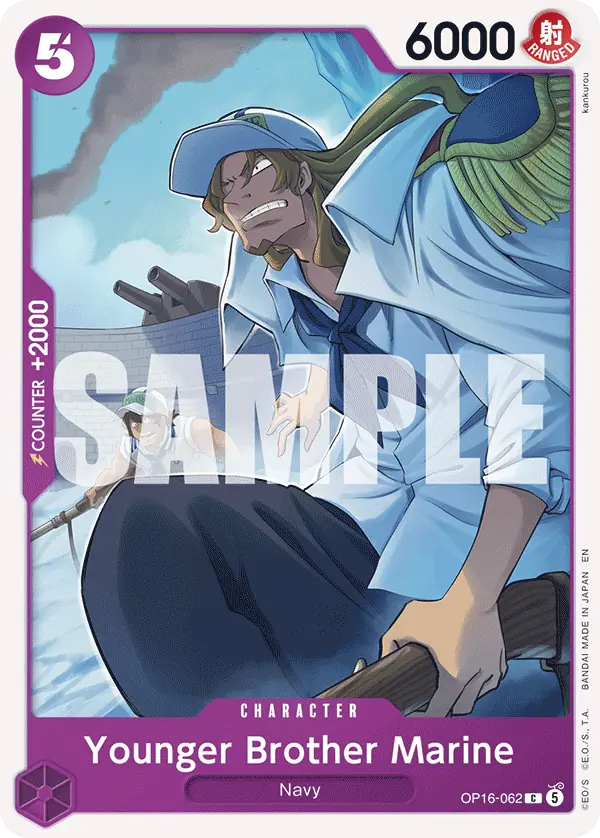 5
6000
射
RANGED
kankurou
COUNTER +2000
SAMPLE
CHARACTER
Younger Brother Marine
Navy
OP16-062 C 5
©E.O/S ©E.O./S., T.A. BANDAI MADE IN JAPAN EN